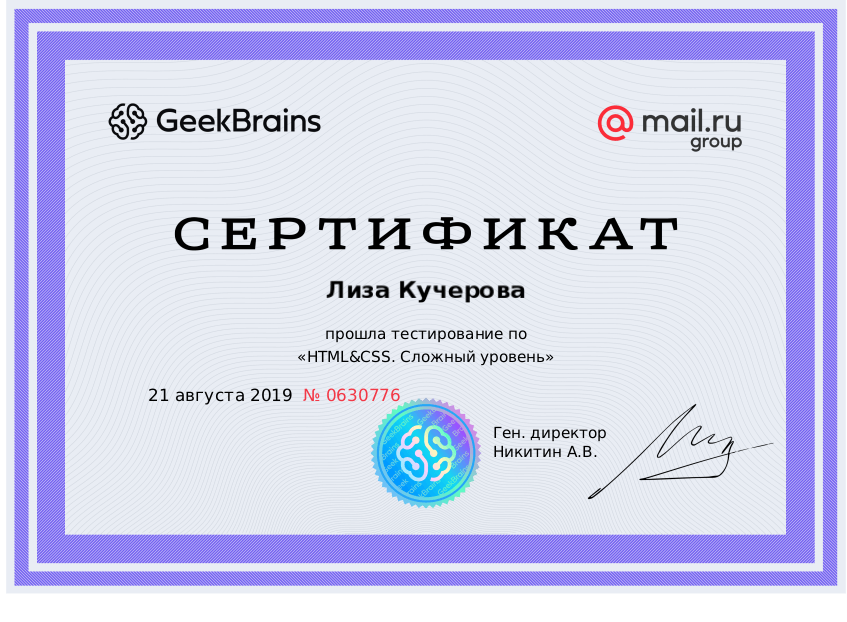 GeekBrains
@mail.ru
group
СЕРТИФИКАТ
Лиза Кучерова
прошла тестирование по
«HTML&CSS. Сложный уровень»
21 августа 2019 № 0630776
Ген. директор
Никитин А.В.